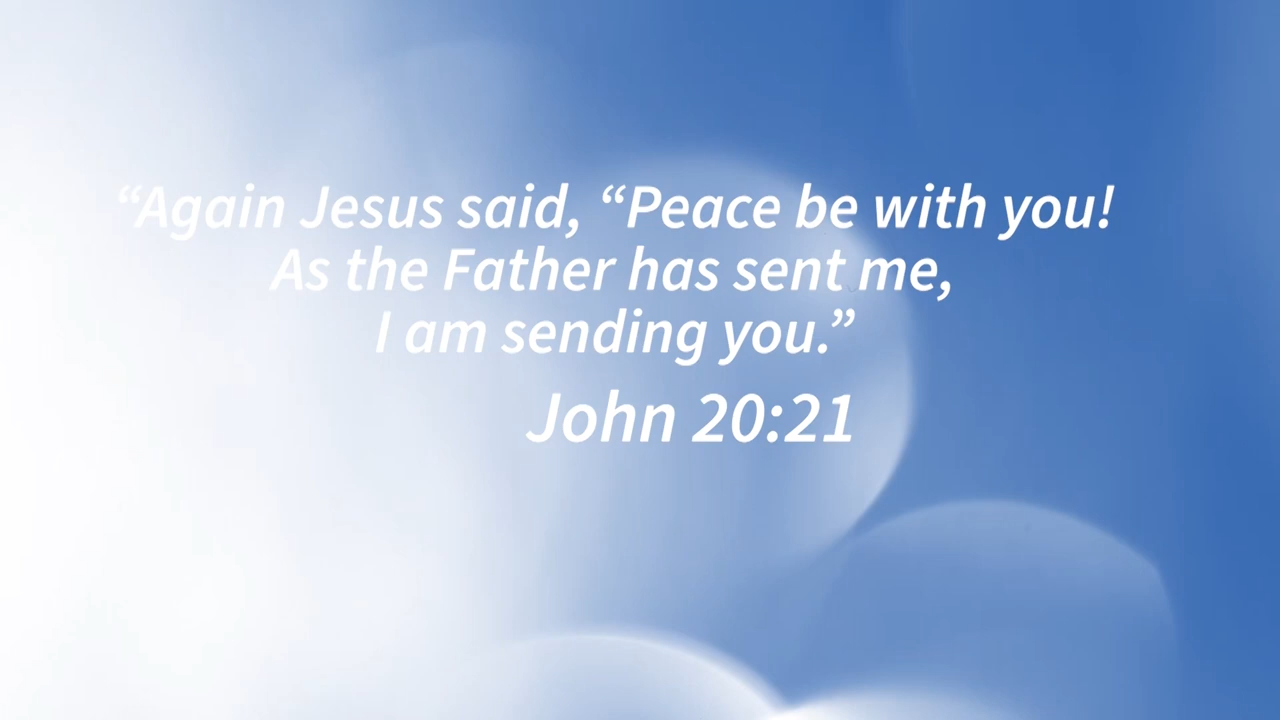 “Again Jesus said, “Peace be with you!
As the Father has sent me,
I am sending you.”
John 20:21